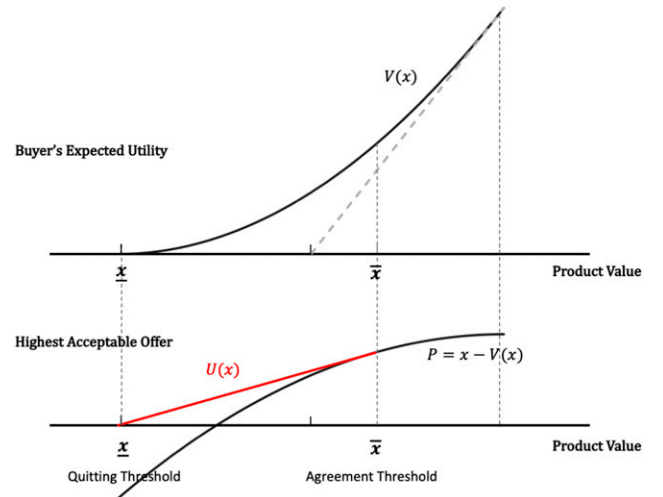 V(x)
Buyer's Expected Utility
x x̄ Product Value
Highest Acceptable Offer
U(x) P = x − V(x)
x x̄ Product Value
Quitting Threshold Agreement Threshold